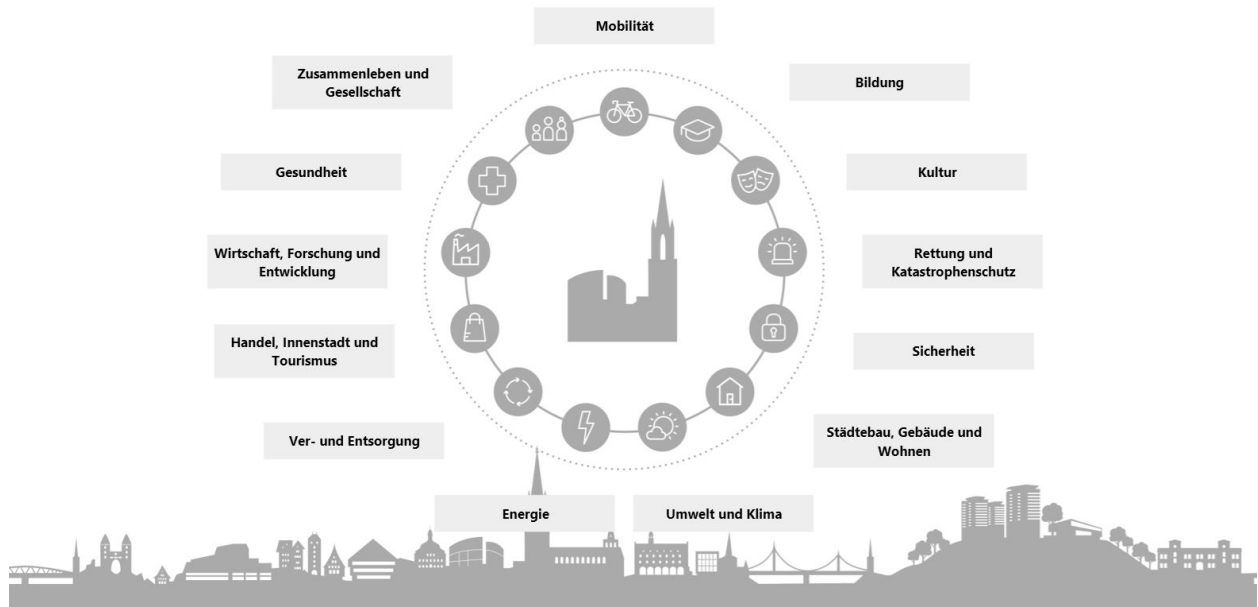 Mobilität
Zusammenleben und
Gesellschaft
Bildung
Gesundheit
Kultur
Wirtschaft, Forschung und
Entwicklung
Rettung und
Katastrophenschutz
Handel, Innenstadt und
Tourismus
Sicherheit
Ver- und Entsorgung
Städtebau, Gebäude und
Wohnen
Energie
Umwelt und Klima